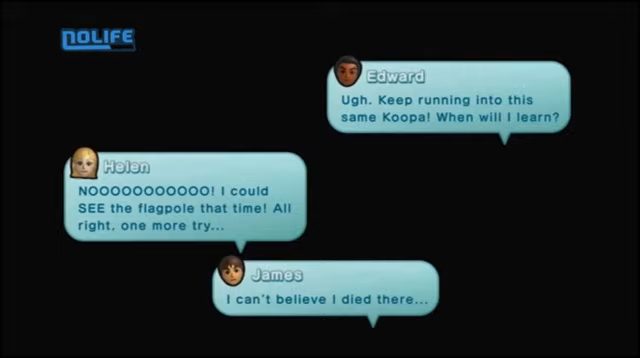 NOLIFE
Edward
Ugh. Keep running into this
same Koopa! When will I learn?
Helen
NOOOOOOOOOOO! I could
SEE the flagpole that time! All
right, one more try...
James
I can't believe I died there...